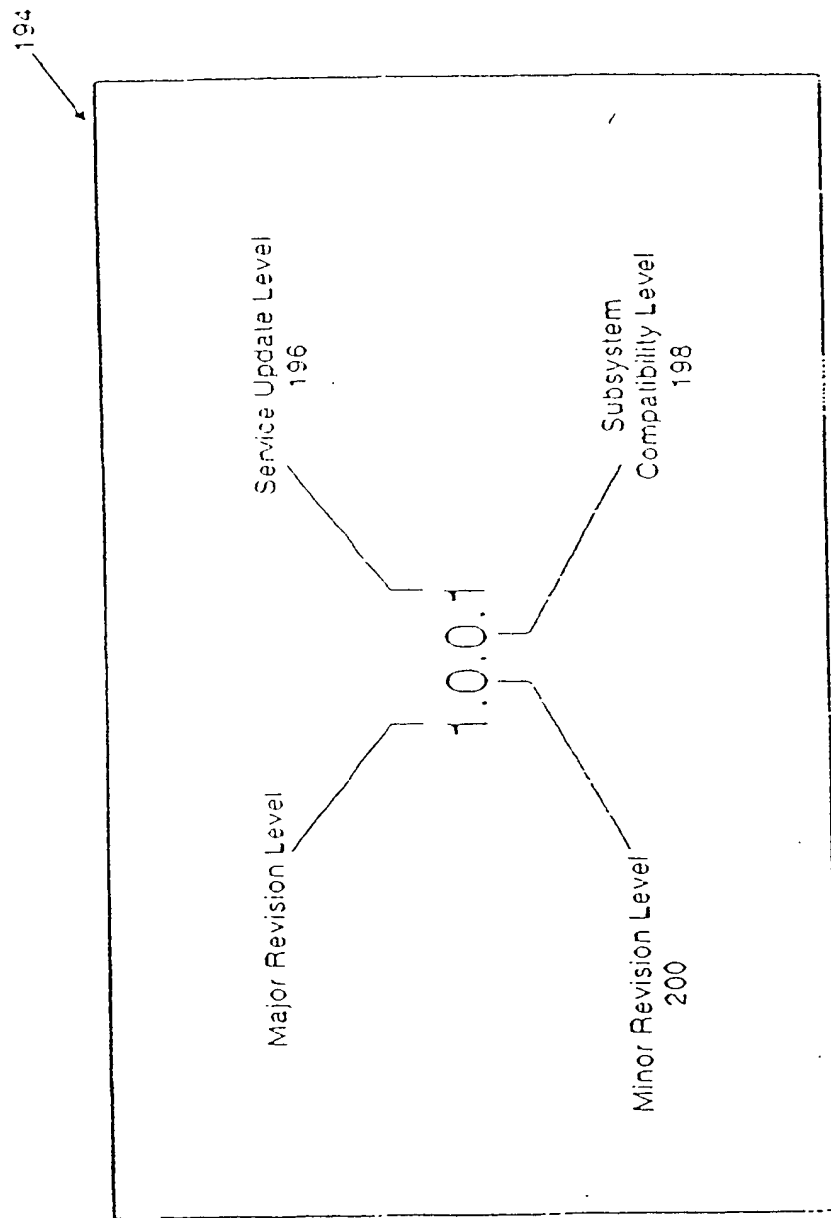 194
Major Revision Level
Service Update Level
196
1.0.0.1
Minor Revision Level
200
Subsystem
Compatibility Level
198